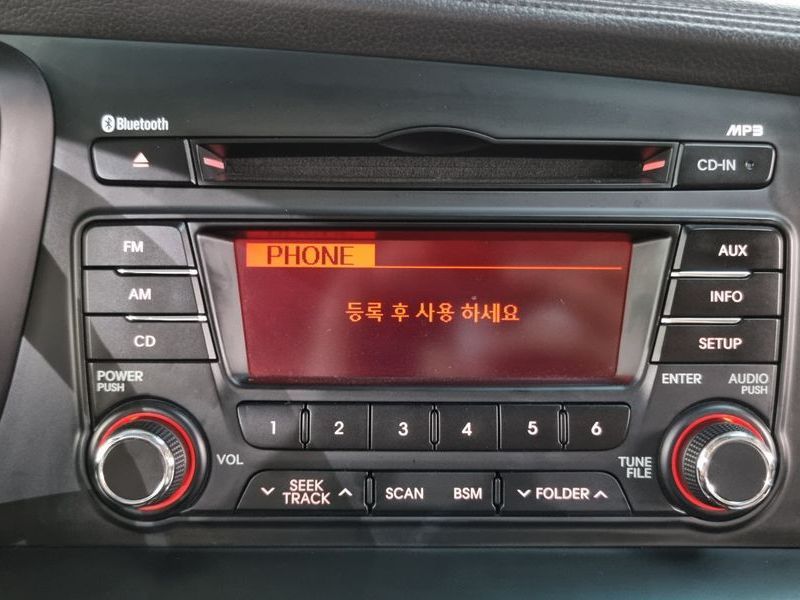 Bluetooth
MP3
CD-IN
FM
AM
CD
PHONE
등록 후 사용 하세요
AUX
INFO
SETUP
POWER
PUSH
ENTER
AUDIO
PUSH
1 2 3 4 5 6
VOL
TUNE
FILE
SEEK
TRACK
SCAN
BSM
FOLDER